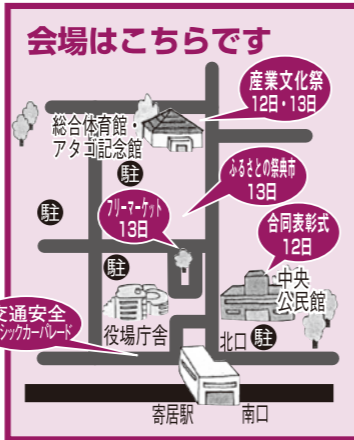 会場はこちらです
産業文化祭
12日・13日
総合体育館・
アタゴ記念館
駐
ふるさとの祭典市
13日
駐
フリーマーケット
13日
合同表彰式
12日
駐
中央
公民館
交通安全
シックカーパレード
役場庁舎
北口
駐
寄居駅
南口